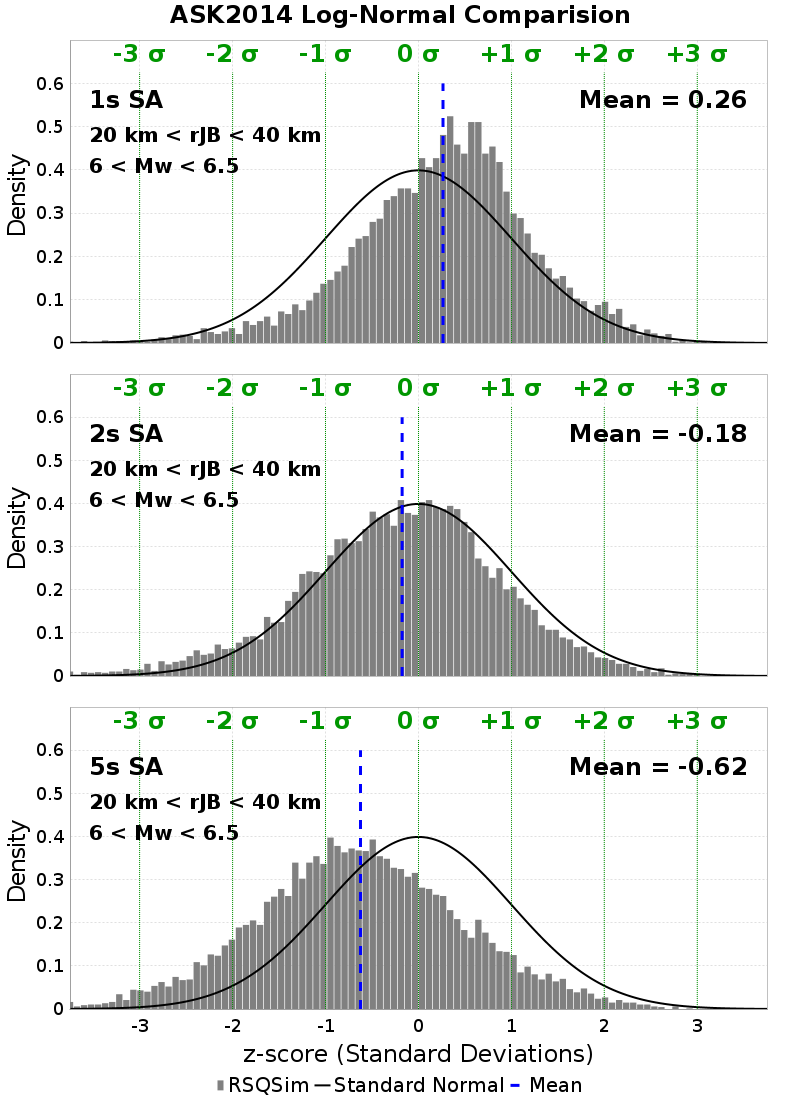 ASK2014 Log-Normal Comparision
-3 σ -2 σ -1 σ 0 σ +1 σ +2 σ +3 σ
0.6
1s SA Mean = 0.26
0.5
20 km < rJB < 40 km
6 < Mw < 6.5
0.4
Density
0.3
0.2
0.1
0
-3 σ -2 σ -1 σ 0 σ +1 σ +2 σ +3 σ
0.6
2s SA Mean = -0.18
0.5
20 km < rJB < 40 km
6 < Mw < 6.5
0.4
Density
0.3
0.2
0.1
0
-3 σ -2 σ -1 σ 0 σ +1 σ +2 σ +3 σ
0.6
5s SA Mean = -0.62
0.5
20 km < rJB < 40 km
6 < Mw < 6.5
0.4
Density
0.3
0.2
0.1
0
-3 -2 -1 0 1 2 3
z-score (Standard Deviations)
RSQSim Standard Normal Mean